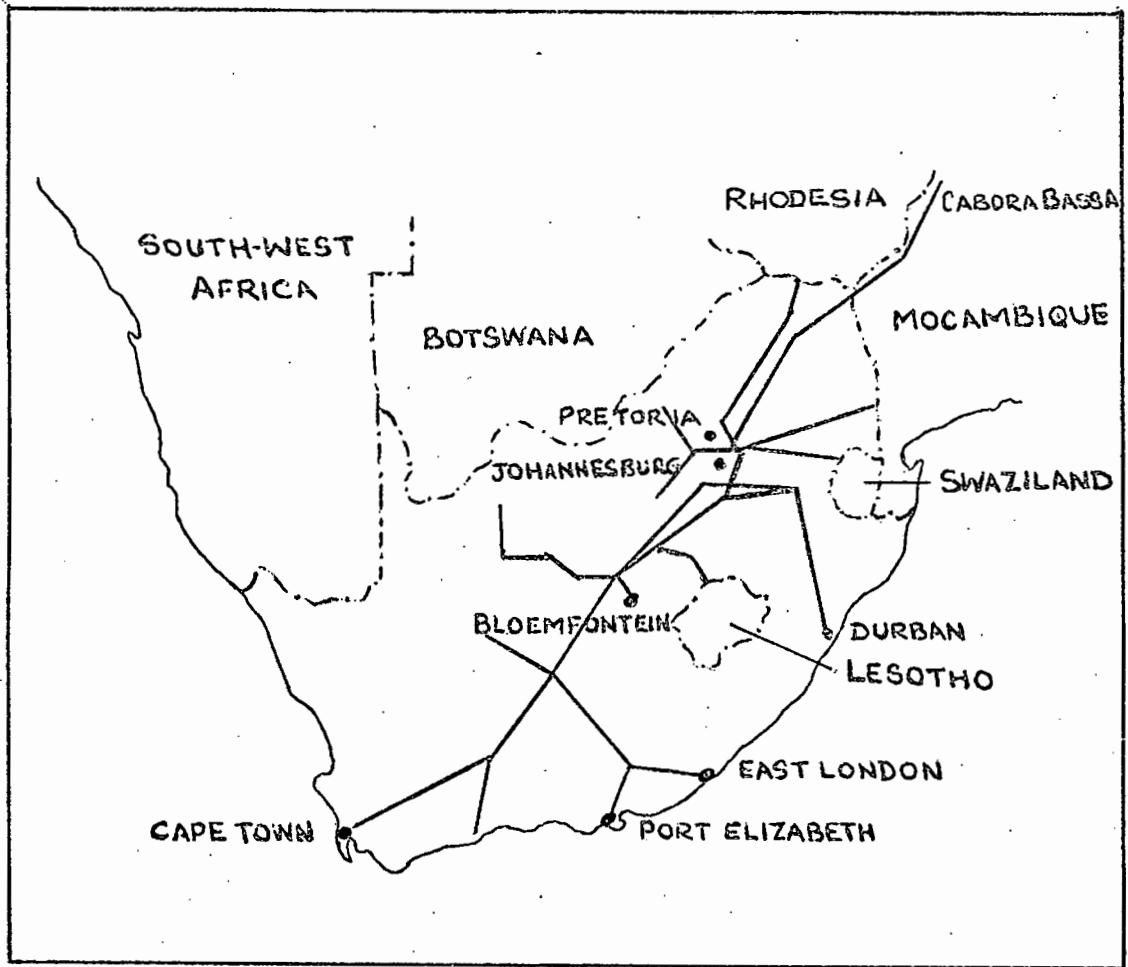 RHODESIA
CABORA BASSA
SOUTH-WEST
AFRICA
MOCAMBIQUE
BOTSWANA
PRETORIA
JOHANNESBURG
SWAZILAND
BLOEMFONTEIN
DURBAN
LESOTHO
EAST LONDON
CAPE TOWN
PORT ELIZABETH